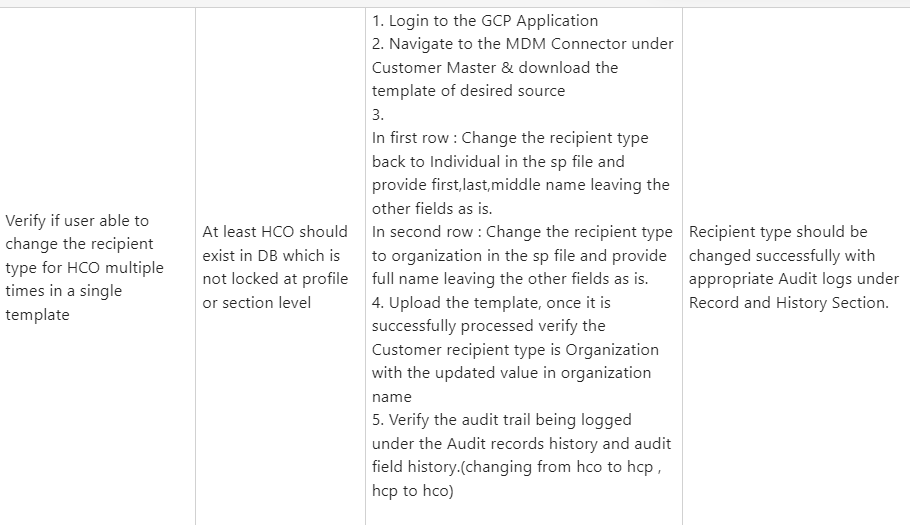 Verify if user able to
change the recipient
type for HCO multiple
times in a single
template
At least HCO should
exist in DB which is
not locked at profile
or section level
1. Login to the GCP Application
2. Navigate to the MDM Connector under
Customer Master & download the
template of desired source
3.
In first row : Change the recipient type
back to Individual in the sp file and
provide first,last,middle name leaving the
other fields as is.
In second row : Change the recipient type
to organization in the sp file and provide
full name leaving the other fields as is.
4. Upload the template, once it is
successfully processed verify the
Customer recipient type is Organization
with the updated value in organization
name
5. Verify the audit trail being logged
under the Audit records history and audit
field history.(changing from hco to hcp ,
hcp to hco)
Recipient type should be
changed successfully with
appropriate Audit logs under
Record and History Section.